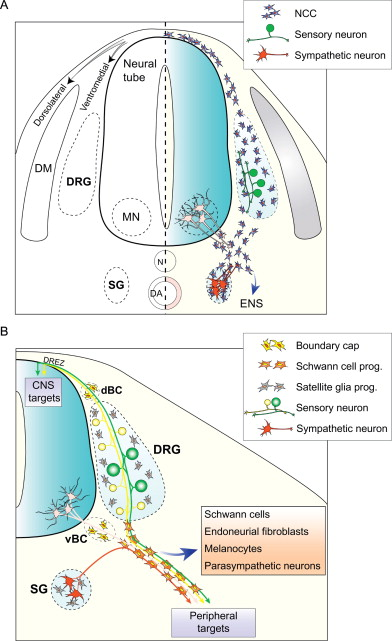 A
NCC
Sensory neuron
Sympathetic neuron
Neural
tube
Dorsolateral
Ventromedial
DM
DRG
MN
N
SG
DA
ENS
B
Boundary cap
Schwann cell prog.
Satellite glia prog.
Sensory neuron
Sympathetic neuron
DREZ
CNS
targets
dBC
DRG
vBC
SG
Schwann cells
Endoneurial fibroblasts
Melanocytes
Parasympathetic neurons
Peripheral
targets